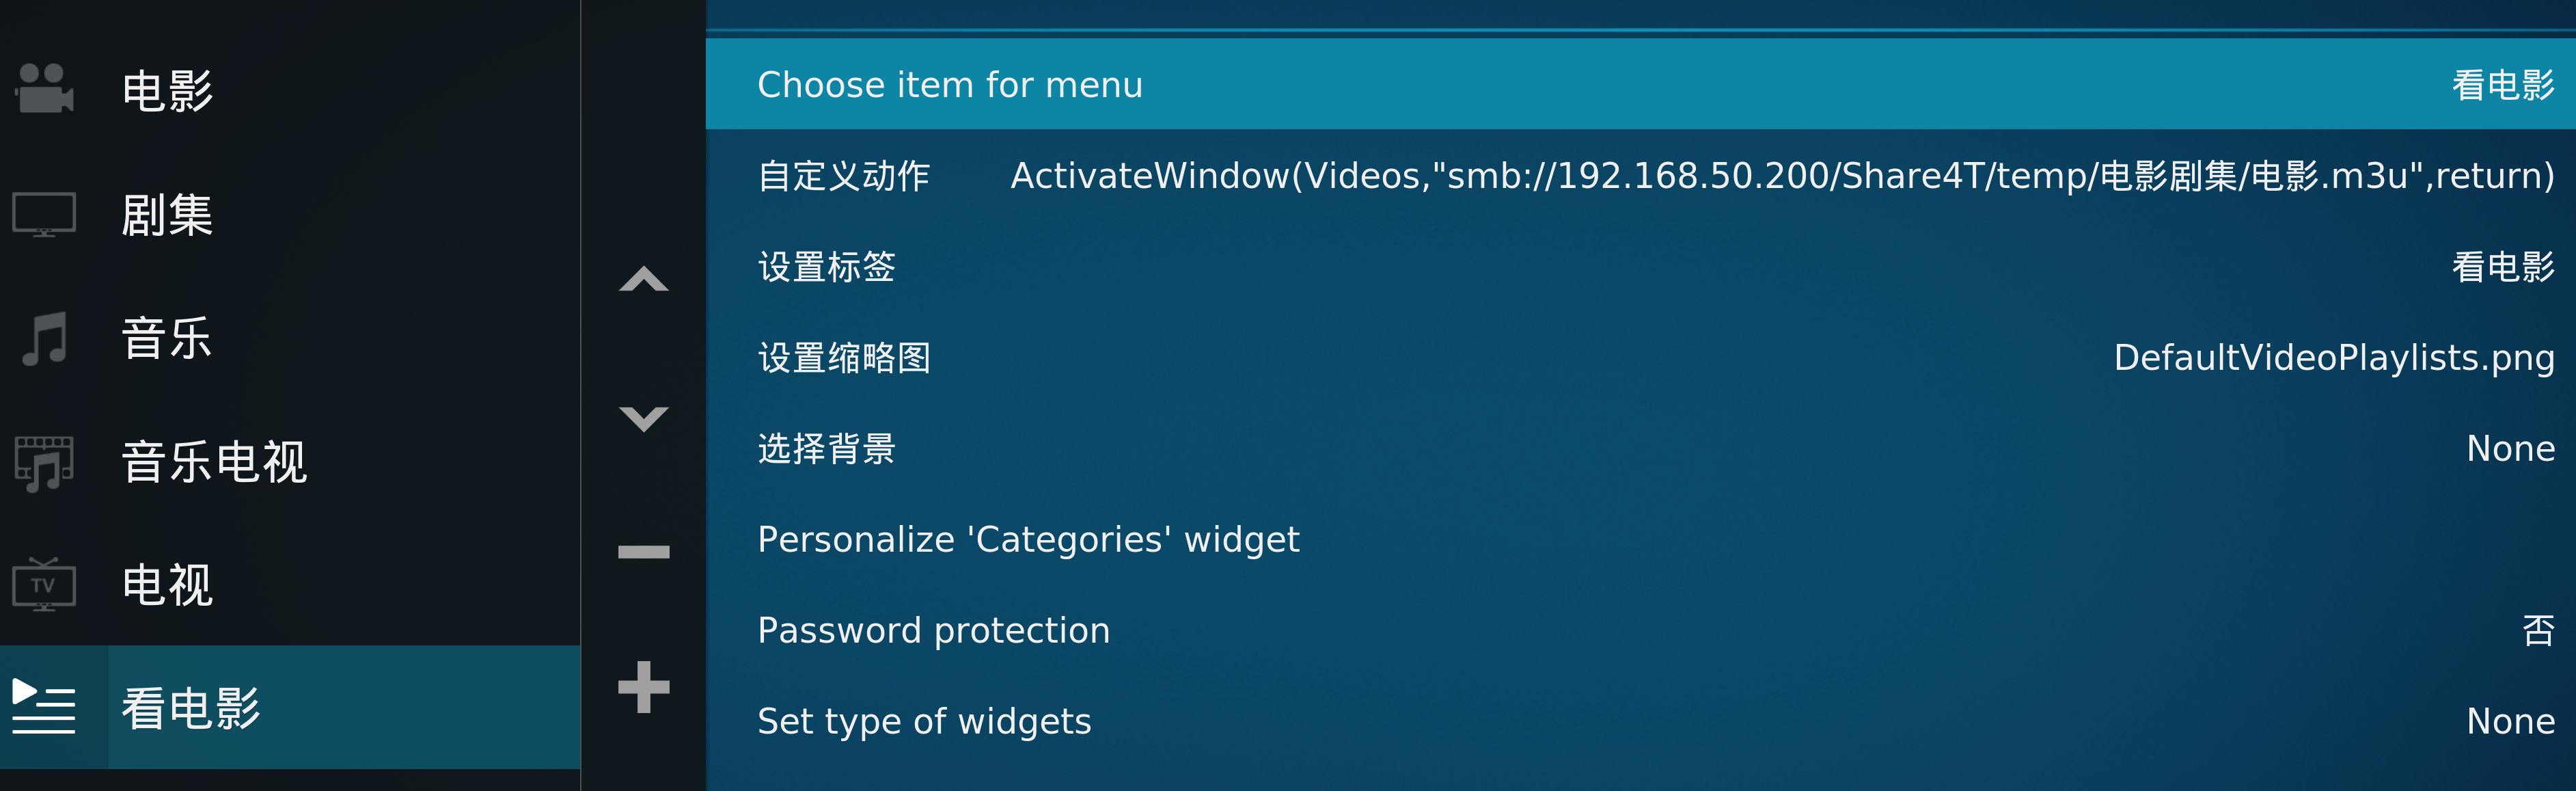 电影
剧集
音乐
音乐电视
TV
电视
看电影
Choose item for menu 看电影
自定义动作 ActivateWindow(Videos,"smb://192.168.50.200/Share4T/temp/电影剧集/电影.m3u",return)
设置标签 看电影
设置缩略图 DefaultVideoPlaylists.png
选择背景 None
Personalize 'Categories' widget
Password protection 否
Set type of widgets None